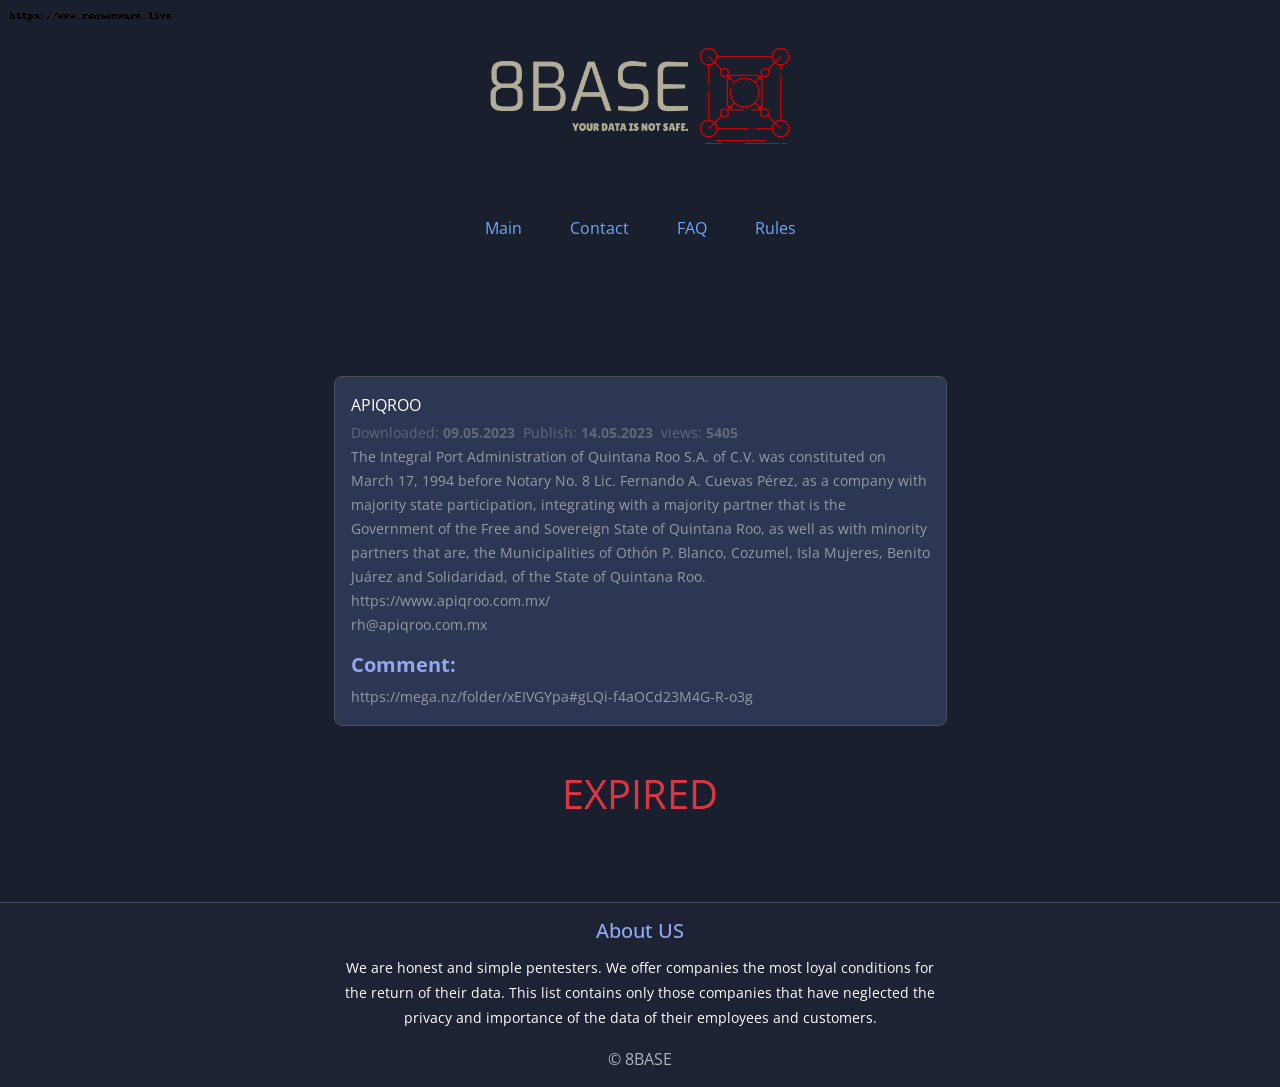 https://www.ransomware.live
8BASE
YOUR DATA IS NOT SAFE.
Main Contact FAQ Rules
APIQROO
Downloaded: 09.05.2023 Publish: 14.05.2023 views: 5405
The Integral Port Administration of Quintana Roo S.A. of C.V. was constituted on
March 17, 1994 before Notary No. 8 Lic. Fernando A. Cuevas Pérez, as a company with
majority state participation, integrating with a majority partner that is the
Government of the Free and Sovereign State of Quintana Roo, as well as with minority
partners that are, the Municipalities of Othón P. Blanco, Cozumel, Isla Mujeres, Benito
Juárez and Solidaridad, of the State of Quintana Roo.
https://www.apiqroo.com.mx/
rh@apiqroo.com.mx
Comment:
https://mega.nz/folder/xEIVGYpa#gLQi-f4aOCd23M4G-R-o3g
EXPIRED
About US
We are honest and simple pentesters. We offer companies the most loyal conditions for
the return of their data. This list contains only those companies that have neglected the
privacy and importance of the data of their employees and customers.
© 8BASE